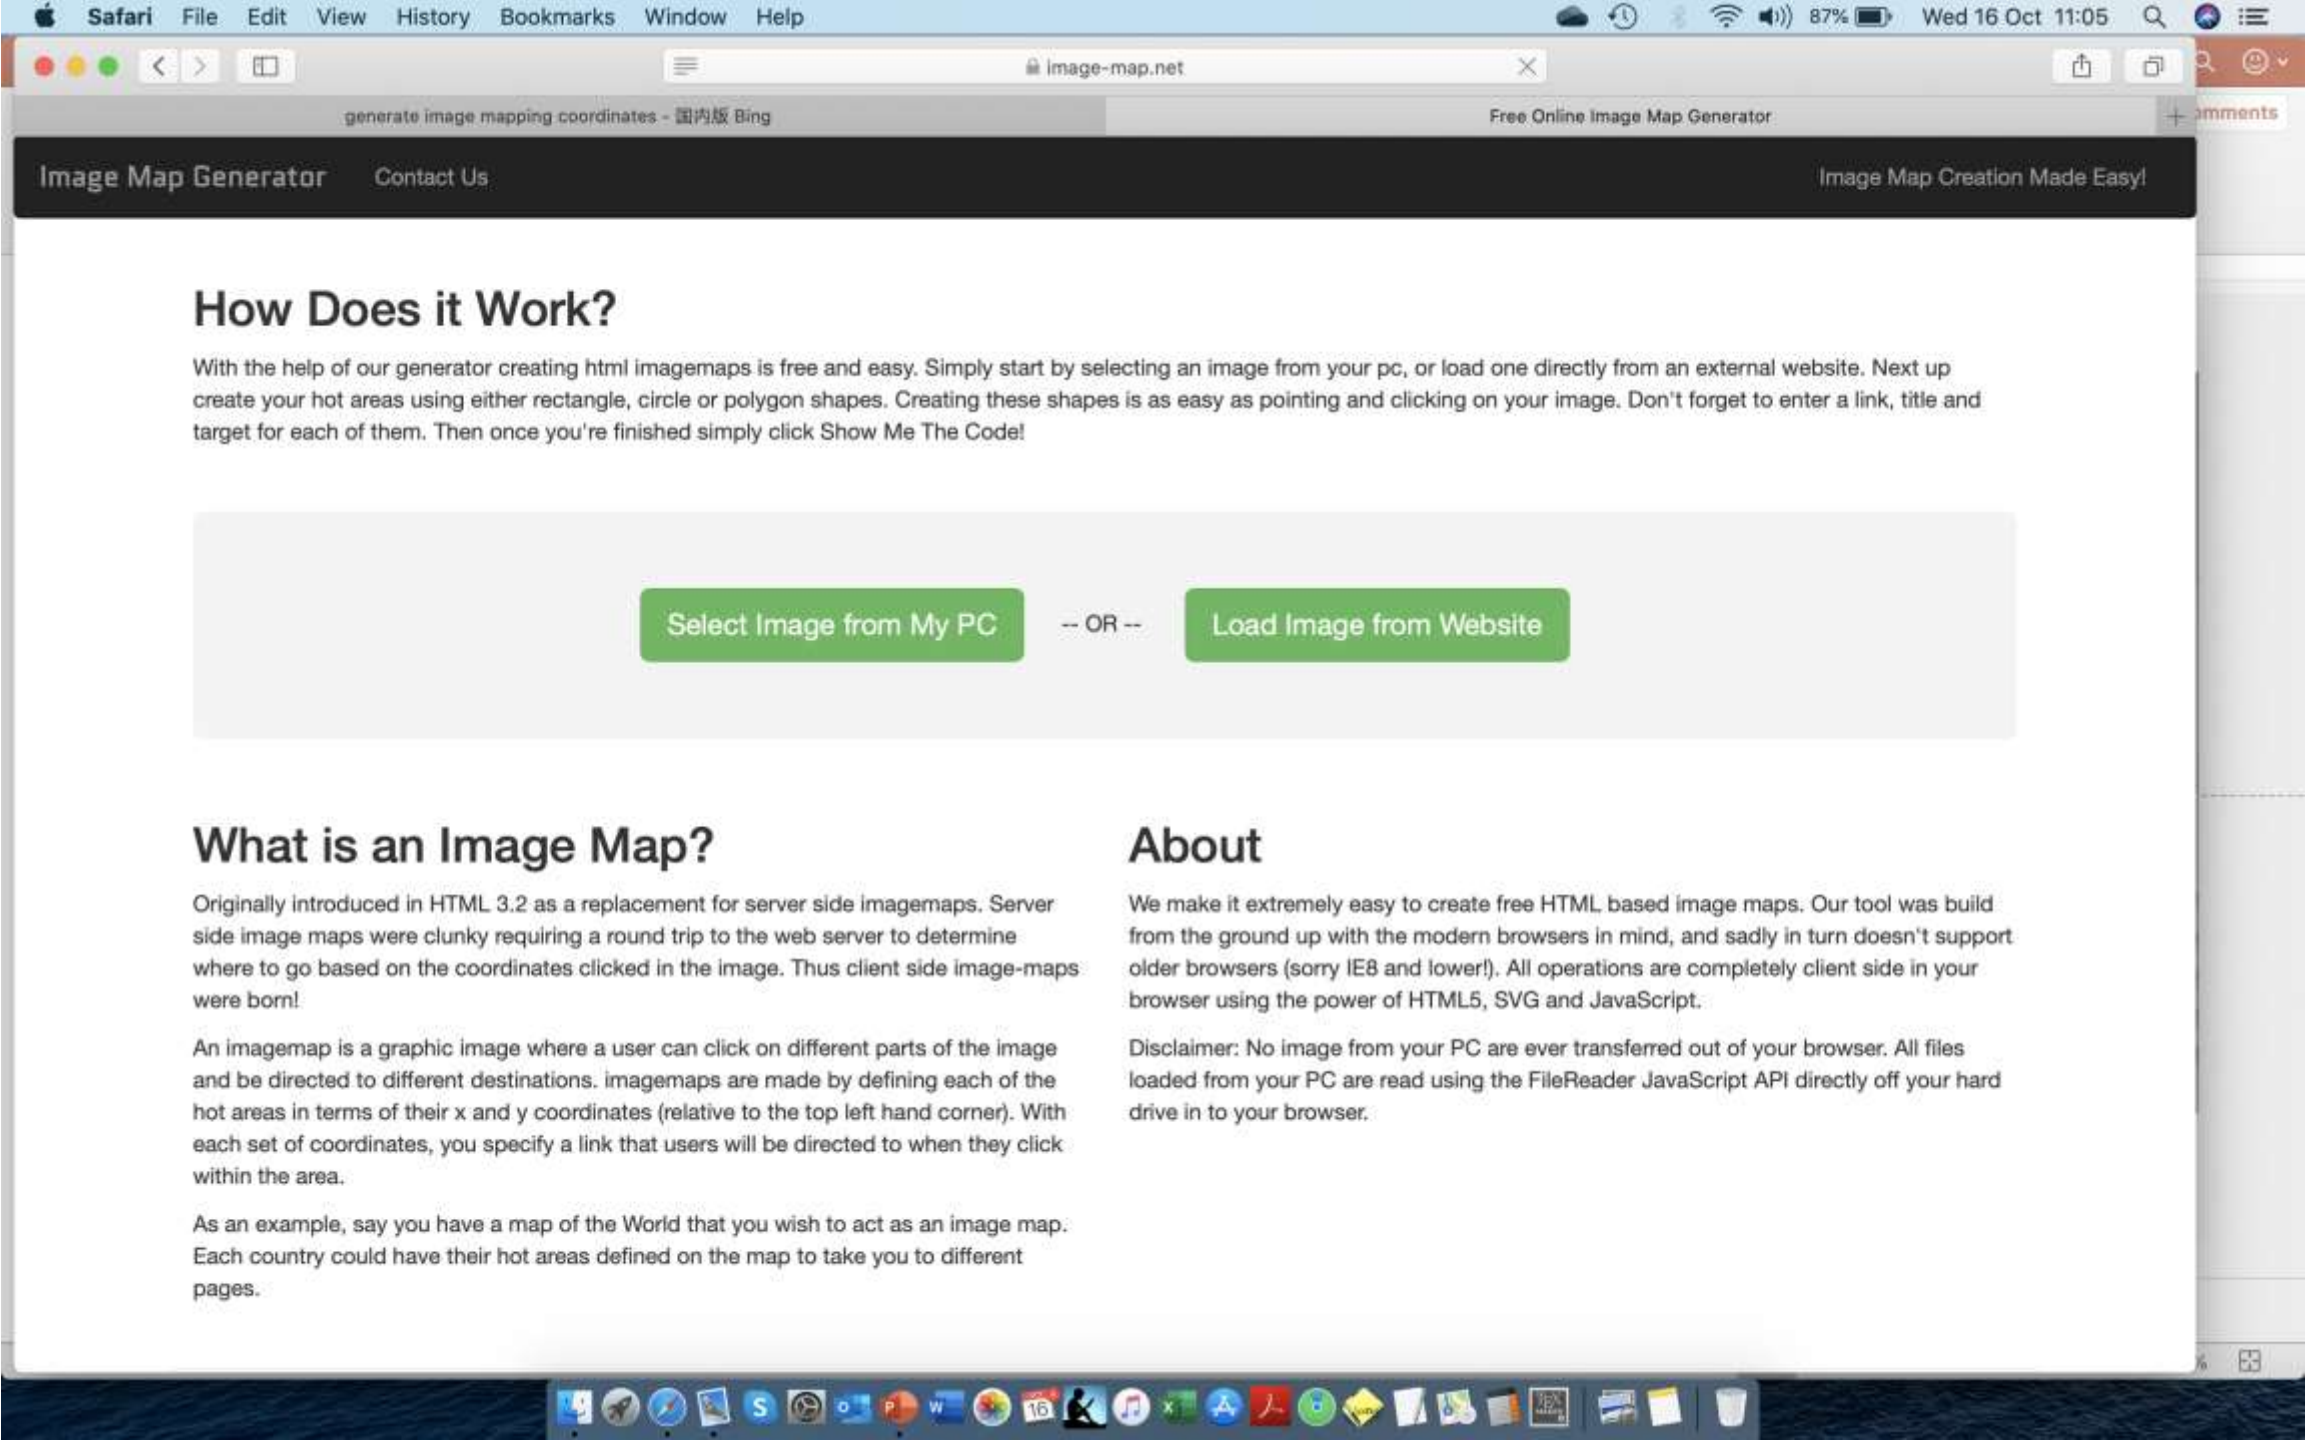 Safari File Edit View History Bookmarks Window Help 87% Wed 16 Oct 11:05
image-map.net
generate image mapping coordinates - 国内版 Bing
Free Online Image Map Generator
omments
Image Map Generator Contact Us Image Map Creation Made Easy!
How Does it Work?
With the help of our generator creating html imagemaps is free and easy. Simply start by selecting an image from your pc, or load one directly from an external website. Next up
create your hot areas using either rectangle, circle or polygon shapes. Creating these shapes is as easy as pointing and clicking on your image. Don't forget to enter a link, title and
target for each of them. Then once you're finished simply click Show Me The Code!
Select Image from My PC -- OR -- Load Image from Website
What is an Image Map?
Originally introduced in HTML 3.2 as a replacement for server side imagemaps. Server
side image maps were clunky requiring a round trip to the web server to determine
where to go based on the coordinates clicked in the image. Thus client side image-maps
were born!
An imagemap is a graphic image where a user can click on different parts of the image
and be directed to different destinations. imagemaps are made by defining each of the
hot areas in terms of their x and y coordinates (relative to the top left hand corner). With
each set of coordinates, you specify a link that users will be directed to when they click
within the area.
As an example, say you have a map of the World that you wish to act as an image map.
Each country could have their hot areas defined on the map to take you to different
pages.
About
We make it extremely easy to create free HTML based image maps. Our tool was build
from the ground up with the modern browsers in mind, and sadly in turn doesn't support
older browsers (sorry IE8 and lower!). All operations are completely client side in your
browser using the power of HTML5, SVG and JavaScript.
Disclaimer: No image from your PC are ever transferred out of your browser. All files
loaded from your PC are read using the FileReader JavaScript API directly off your hard
drive in to your browser.
%
16